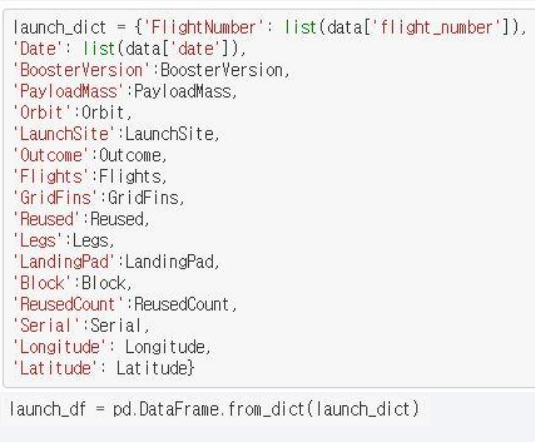 launch_dict = {'FlightNumber': list(data['flight_number']),
'Date': list(data['date']),
'BoosterVersion':BoosterVersion,
'PayloadMass':PayloadMass,
'Orbit':Orbit,
'LaunchSite':LaunchSite,
'Outcome':Outcome,
'Flights':Flights,
'GridFins':GridFins,
'Reused':Reused,
'Legs':Legs,
'LandingPad':LandingPad,
'Block':Block,
'ReusedCount':ReusedCount,
'Serial':Serial,
'Longitude': Longitude,
'Latitude': Latitude}
launch_df = pd.DataFrame.from_dict(launch_dict)